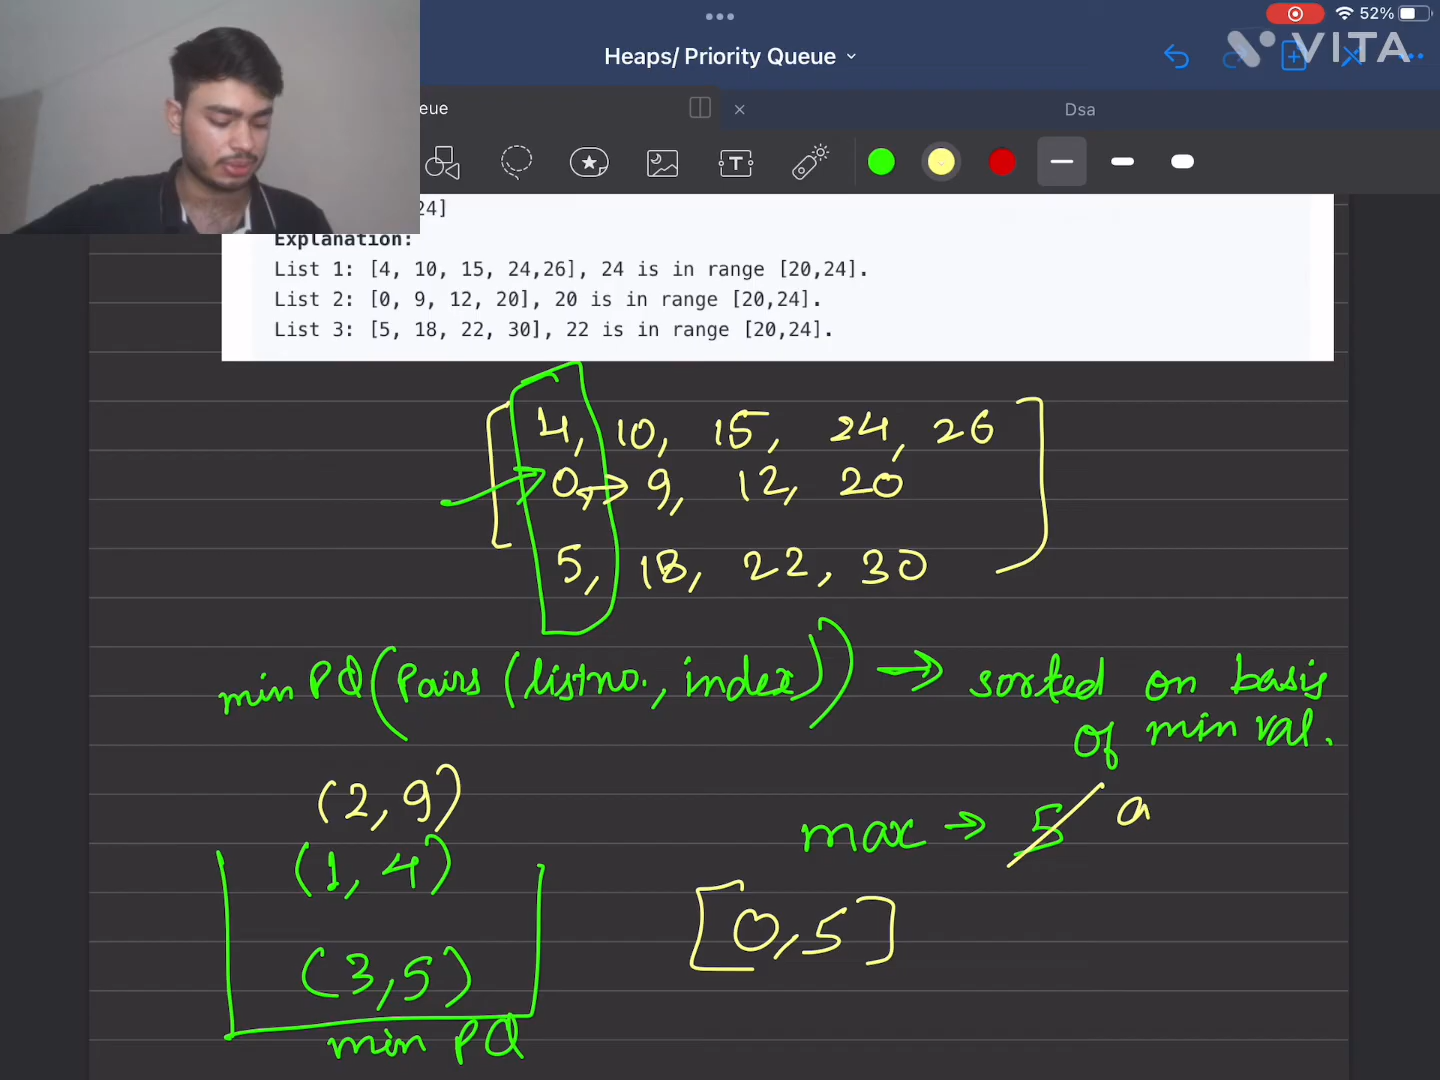 52%
Heaps/ Priority Queue
VITA
eue
Dsa
T
24]
Explanation:
List 1: [4, 10, 15, 24,26], 24 is in range [20,24].
List 2: [0, 9, 12, 20], 20 is in range [20,24].
List 3: [5, 18, 22, 30], 22 is in range [20,24].
[4, 10, 15, 24, 26
0, → 9, 12, 20
5, 18, 22, 30]
min PQ (Pairs (listno., index)) → sorted on basis
of min val.
(2, 9)
max → 5 a
(1, 4)
[0, 5]
(3, 5)
min PQ